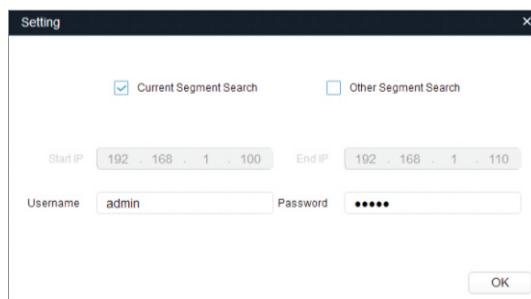 Setting ×
Current Segment Search Other Segment Search
Start IP 192 . 168 . 1 . 100 End IP 192 . 168 . 1 . 110
Username admin Password •••••
OK